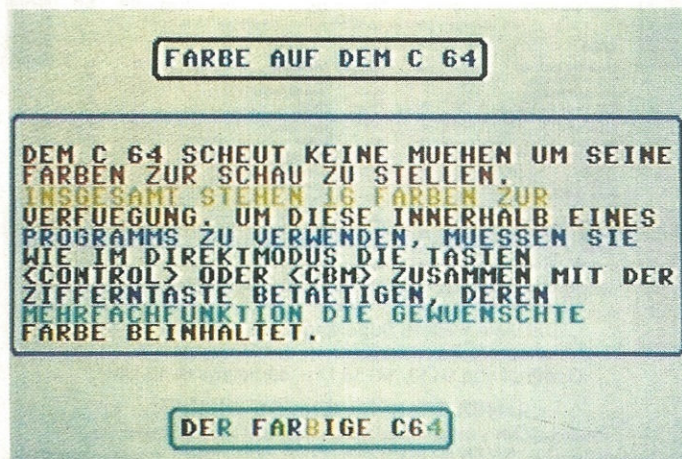 FARBE AUF DEM C 64
DEM C 64 SCHEUT KEINE MUEHEN UM SEINE
FARBEN ZUR SCHAU ZU STELLEN.
INSGESAMT STEHEN 16 FARBEN ZUR
VERFUEGUNG. UM DIESE INNERHALB EINES
PROGRAMMS ZU VERWENDEN, MUESSEN SIE
WIE IM DIREKTMODUS DIE TASTEN
<CONTROL> ODER <CBM> ZUSAMMEN MIT DER
ZIFFERNTASTE BETAETIGEN, DEREN
MEHRFACHFUNKTION DIE GEWUENSCHTE
FARBE BEINHALTET.
DER FARBIGE C64